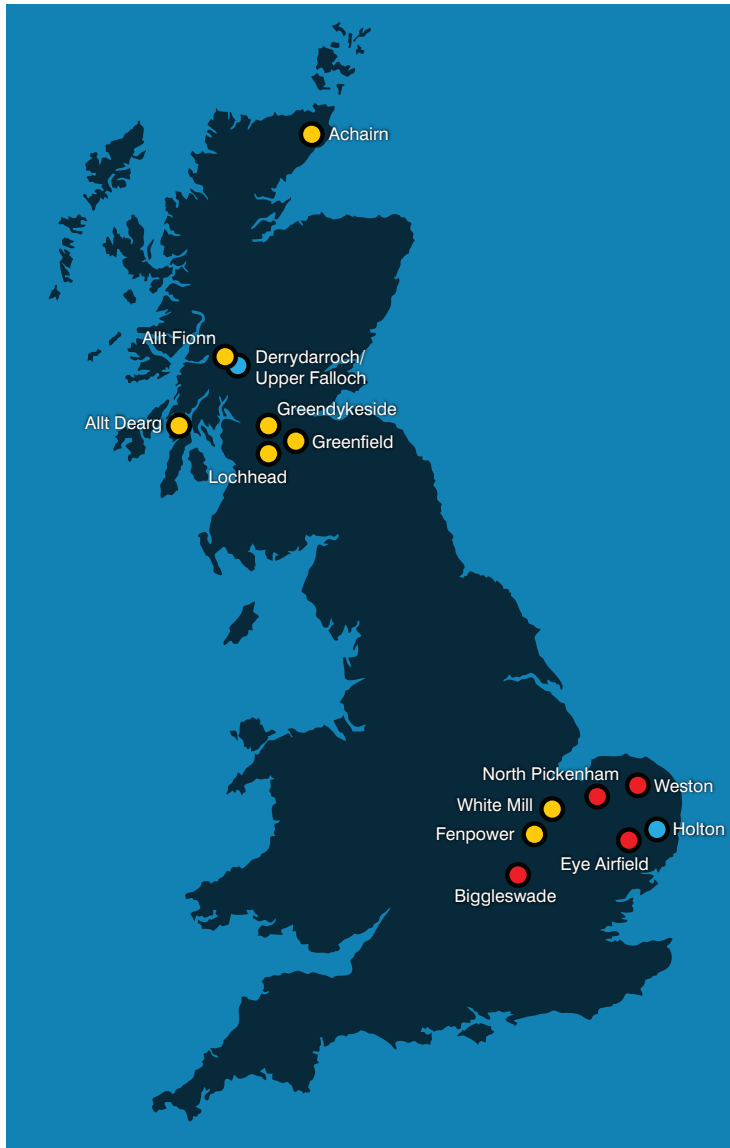 Achairn
Allt Fionn
Derrydarroch/
Upper Falloch
Greendykeside
Allt Dearg
Greenfield
Lochhead
North Pickenham
Weston
White Mill
Holton
Fenpower
Eye Airfield
Biggleswade